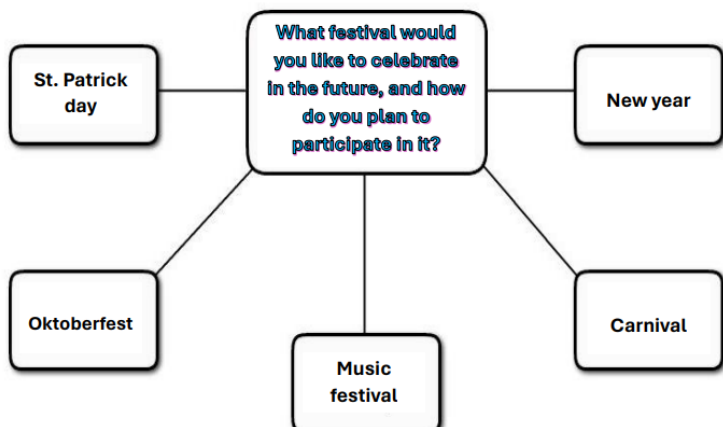 What festival would
you like to celebrate
in the future, and how
do you plan to
participate in it?
St. Patrick
day
New year
Oktoberfest
Carnival
Music
festival